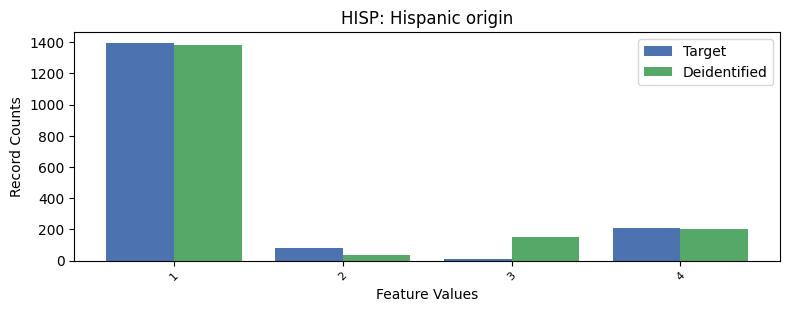 HISP: Hispanic origin
Target
Deidentified
Record Counts
1400
1200
1000
800
600
400
200
0
1 2 3 4
Feature Values